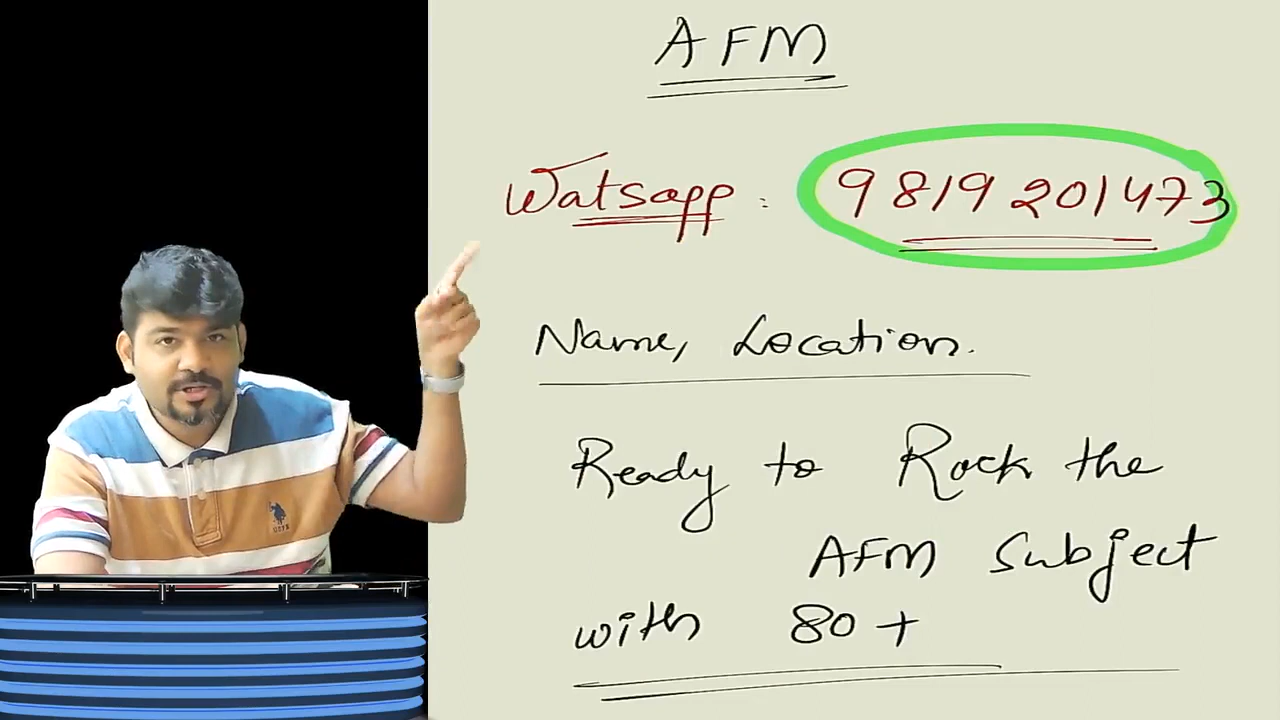 AFM
Watsapp : 9819201473
Name, Location.
Ready to Rock the
AFM Subject
with 80+